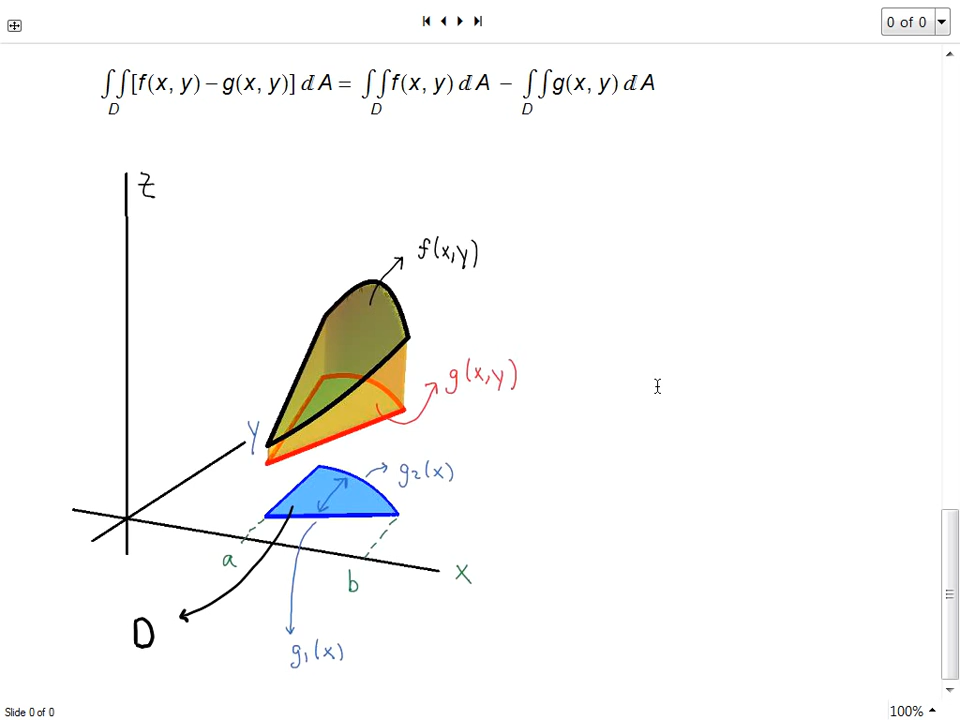 0 of 0
∫∫[f(x, y) – g(x, y)] dA = ∫∫f(x, y) dA – ∫∫g(x, y) dA
D D D
z
f(x,y)
g(x,y)
y
g₂(x)
a
b
x
D
g₁(x)
Slide 0 of 0
100%